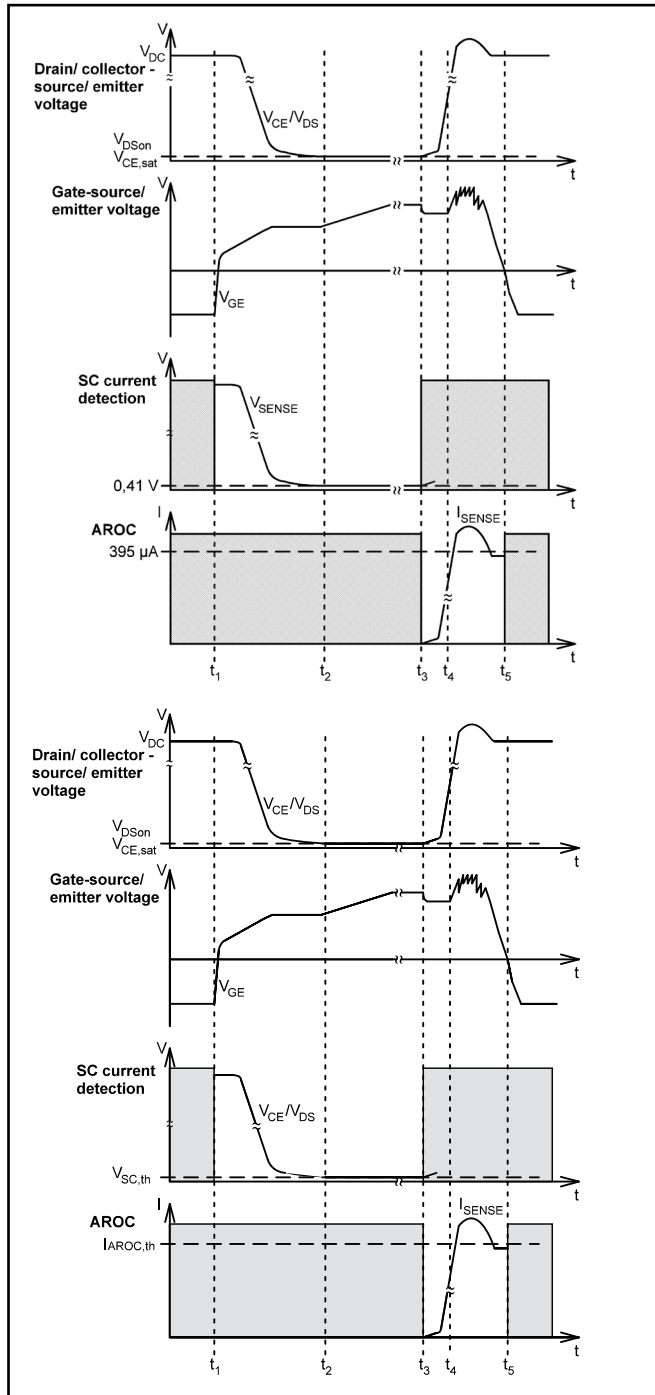 V
V_DC
Drain/ collector -
source/ emitter
voltage
V_CE/V_DS
V_DSon
V_CE,sat
t
V
Gate-source/
emitter voltage
t
V_GE
V
SC current
detection
V_SENSE
0,41 V
t
I
AROC
I_SENSE
395 µA
t
t_1 t_2 t_3 t_4 t_5
V
V_DC
Drain/ collector -
source/ emitter
voltage
V_CE/V_DS
V_DSon
V_CE,sat
t
V
Gate-source/
emitter voltage
t
V_GE
V
SC current
detection
V_CE/V_DS
V_SC,th
t
I
AROC
I_SENSE
I_AROC,th
t
t_1 t_2 t_3 t_4 t_5